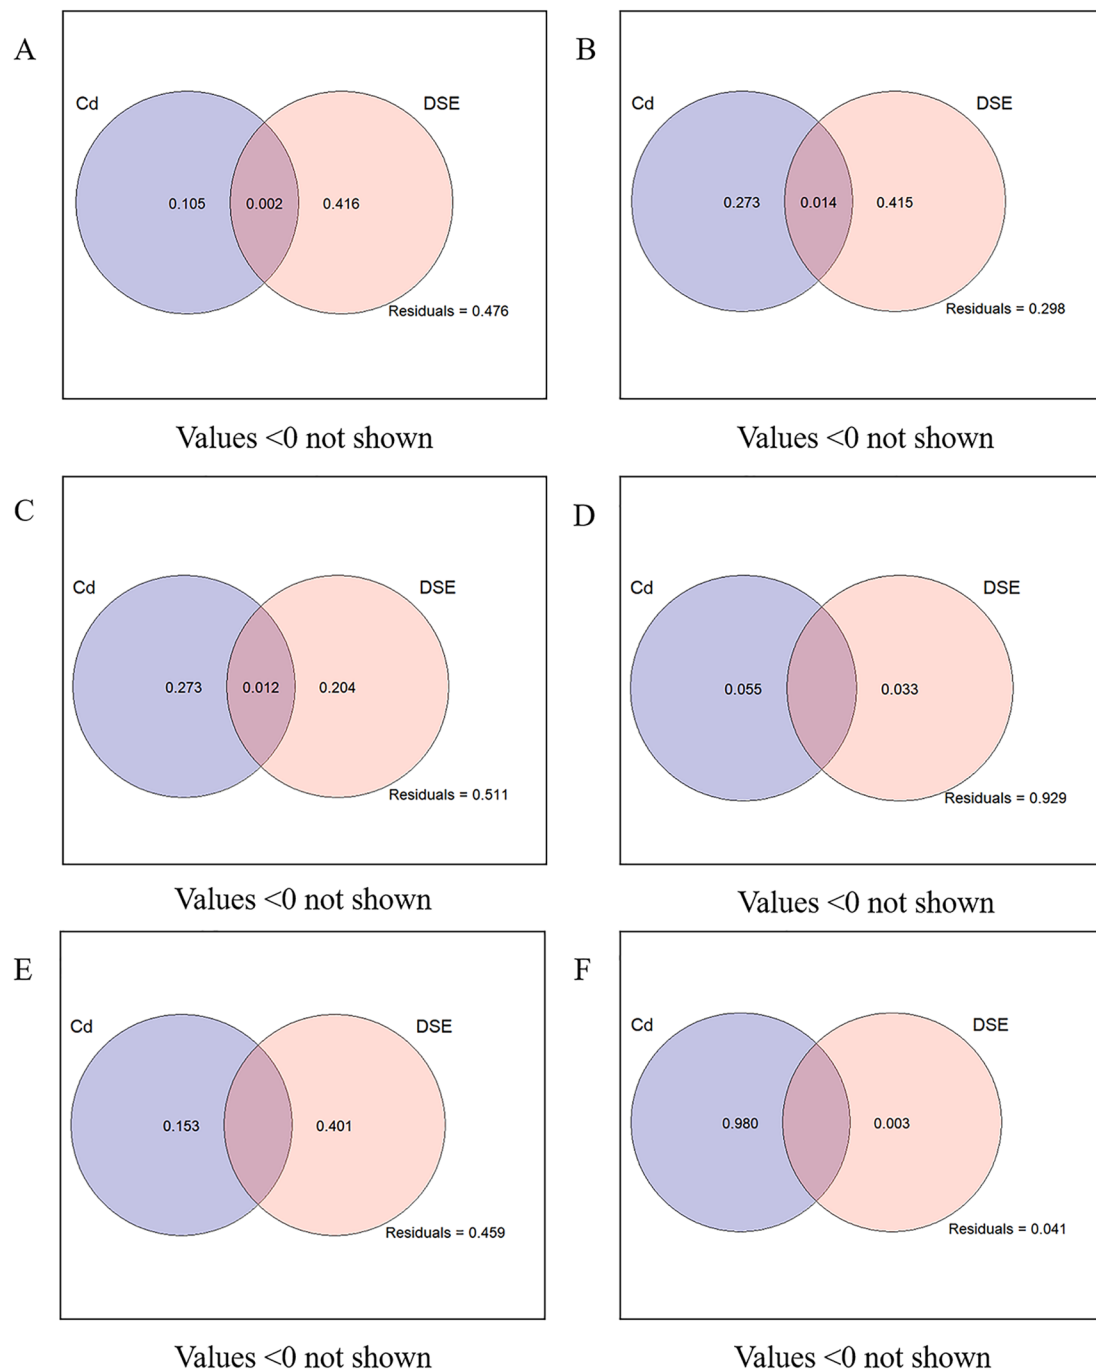 A
Cd
DSE
0.105
0.002
0.416
Residuals = 0.476
Values <0 not shown
B
Cd
DSE
0.273
0.014
0.415
Residuals = 0.298
Values <0 not shown
C
Cd
DSE
0.273
0.012
0.204
Residuals = 0.511
Values <0 not shown
D
Cd
DSE
0.055
0.033
Residuals = 0.929
Values <0 not shown
E
Cd
DSE
0.153
0.401
Residuals = 0.459
Values <0 not shown
F
Cd
DSE
0.980
0.003
Residuals = 0.041
Values <0 not shown